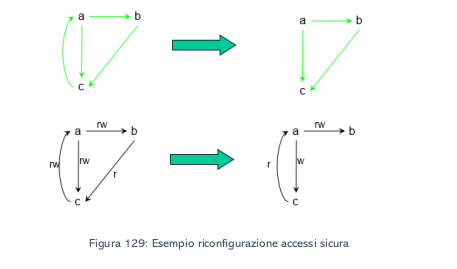 a b a b
c c
a rw b a rw b
rw rw r r w
c c
Figura 129: Esempio riconfigurazione accessi sicura